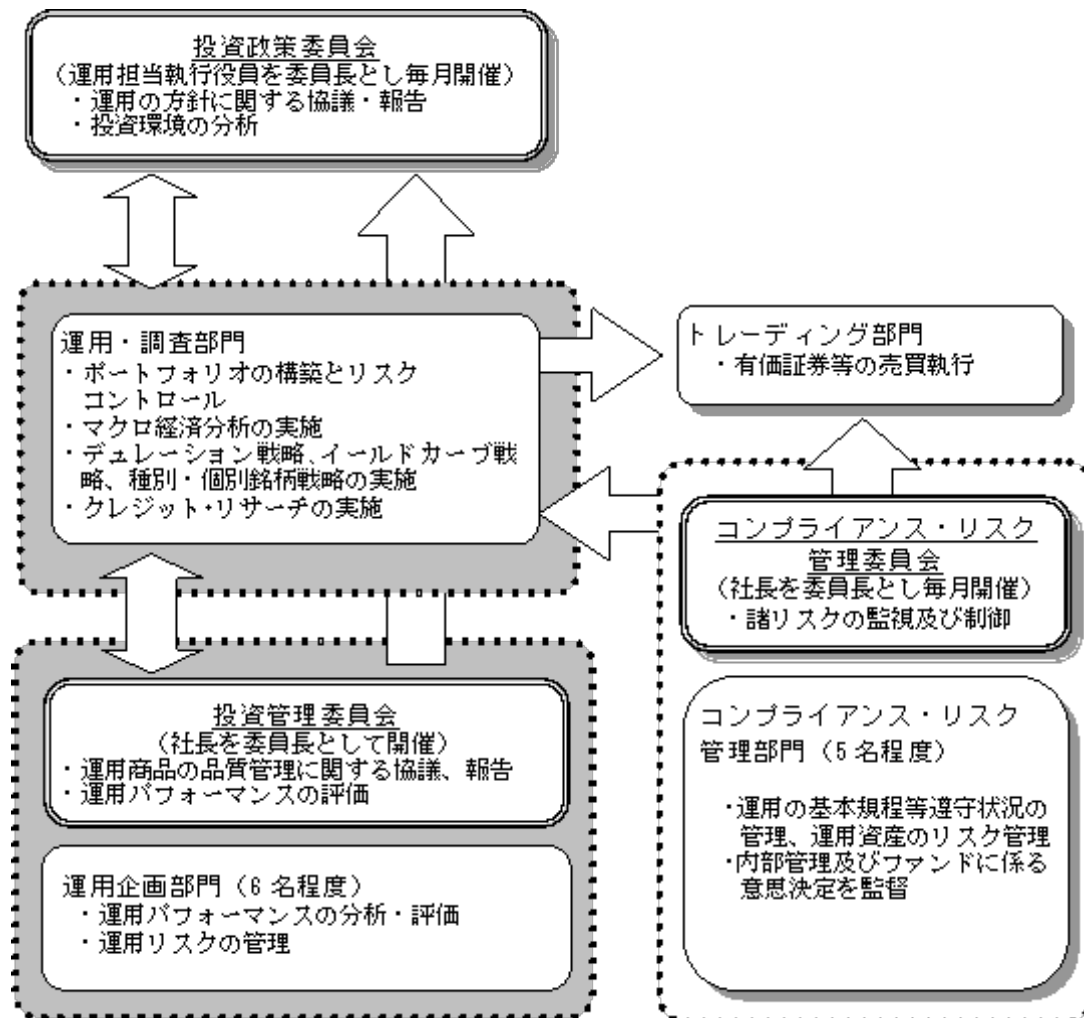 投資政策委員会
（運用担当執行役員を委員長とし毎月開催）
・運用の方針に関する協議・報告
・投資環境の分析
運用・調査部門
・ポートフォリオの構築とリスク
コントロール
・マクロ経済分析の実施
・デュレーション戦略、イールドカーブ戦
略、種別・個別銘柄戦略の実施
・クレジット・リサーチの実施
トレーディング部門
・有価証券等の売買執行
コンプライアンス・リスク
管理委員会
（社長を委員長とし毎月開催）
・諸リスクの監視及び制御
投資管理委員会
（社長を委員長として開催）
・運用商品の品質管理に関する協議、報告
・運用パフォーマンスの評価
運用企画部門（6名程度）
・運用パフォーマンスの分析・評価
・運用リスクの管理
コンプライアンス・リスク
管理部門（5名程度）
・運用の基本規程等遵守状況の
管理、運用資産のリスク管理
・内部管理及びファンドに係る
意思決定を監督